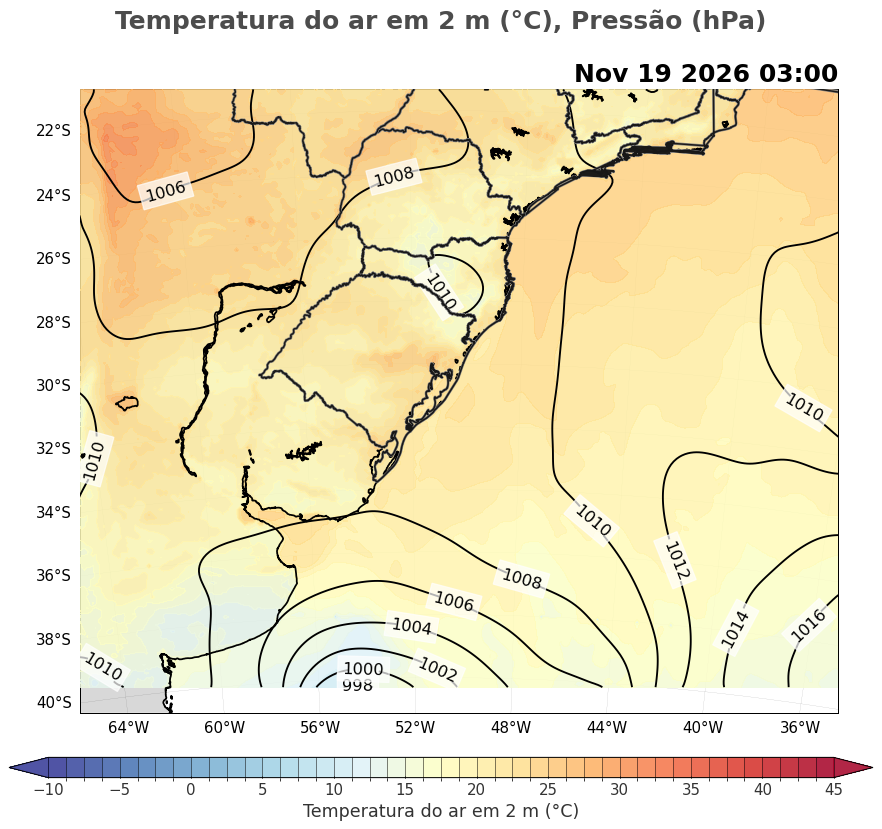 Temperatura do ar em 2 m (°C), Pressão (hPa)
Nov 19 2026 03:00
22°S
24°S
26°S
28°S
30°S
32°S
34°S
36°S
38°S
40°S
1006
1008
1010
1010
1010
1010
1012
1008
1006
1004
1002
1000
998
1014
1016
1010
64°W
60°W
56°W
52°W
48°W
44°W
40°W
36°W
−10
−5
0
5
10
15
20
25
30
35
40
45
Temperatura do ar em 2 m (°C)